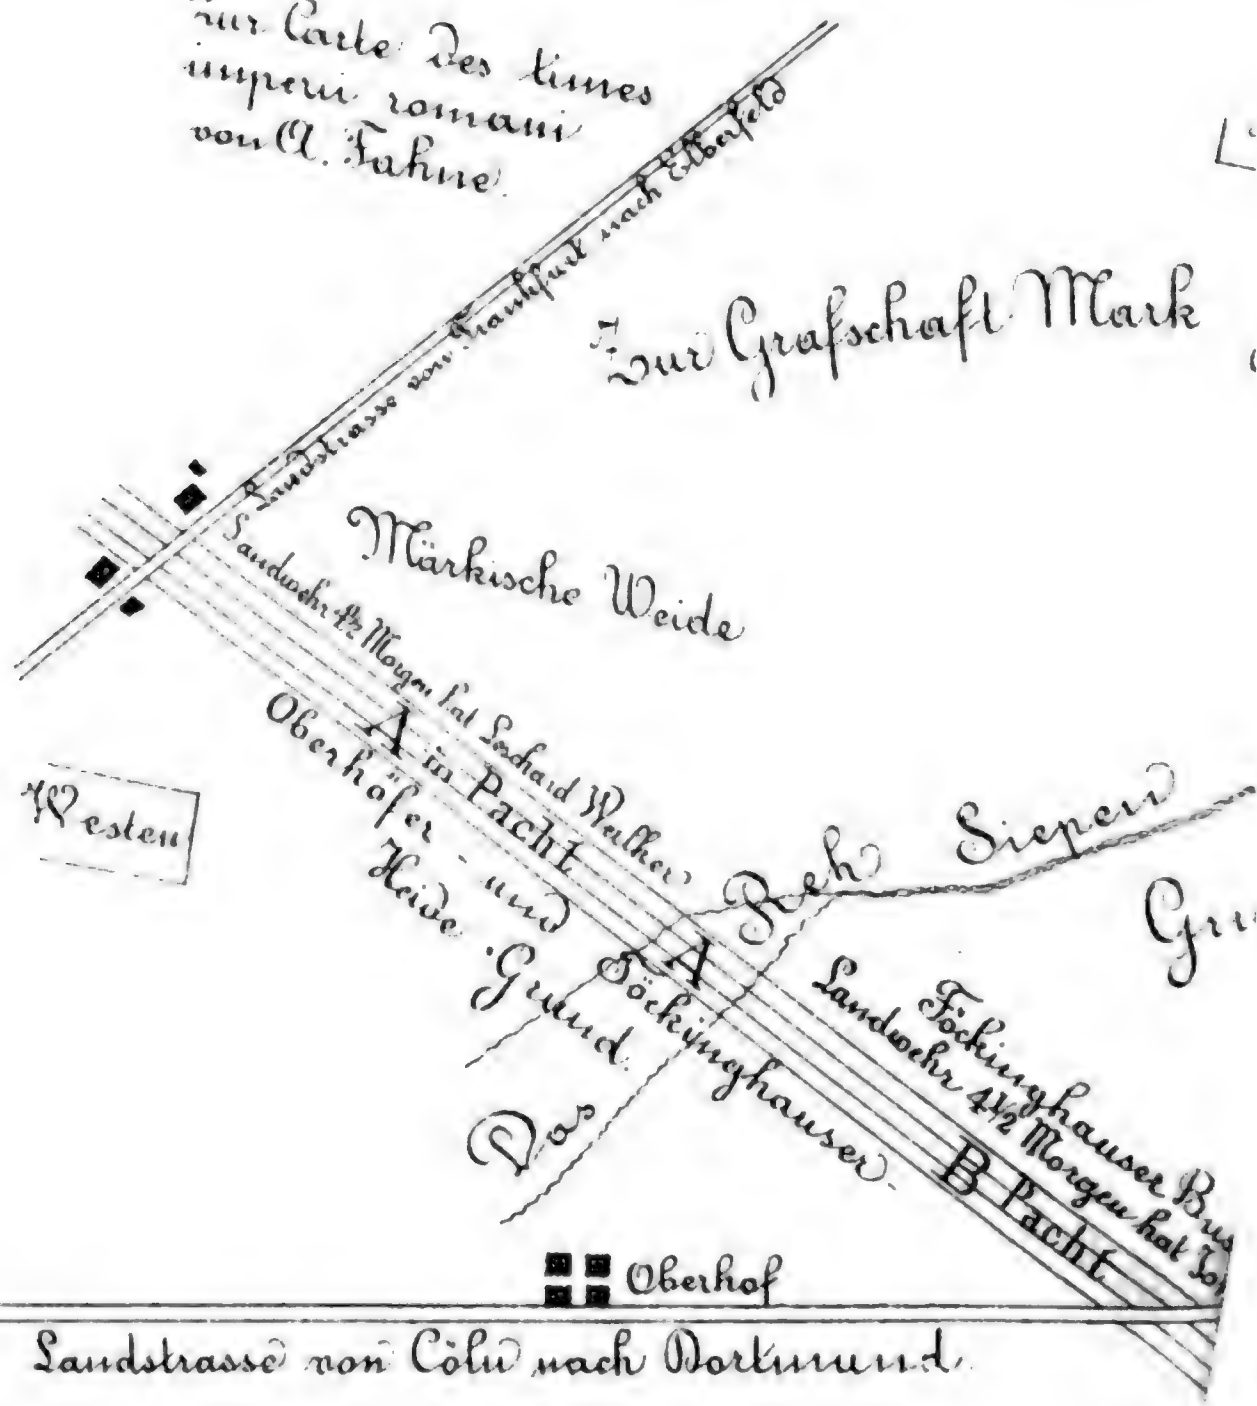 zur Carte des limes
imperii romani
von A. Fahne.
Landstrasse von Frankfurt nach Elberfeld
Zur Grafschaft Mark
Märkische Weide
Landwehr 4½ Morgen hat Walker
A in Pacht
Oberhöfer und Föckinghauser
Heide Grund.
Westen
Das Reh Siepen
A
Föckinghauser
Landwehr 4½ Morgen hat
B Pacht
Oberhof
Landstrasse von Cöln nach Dortmund.